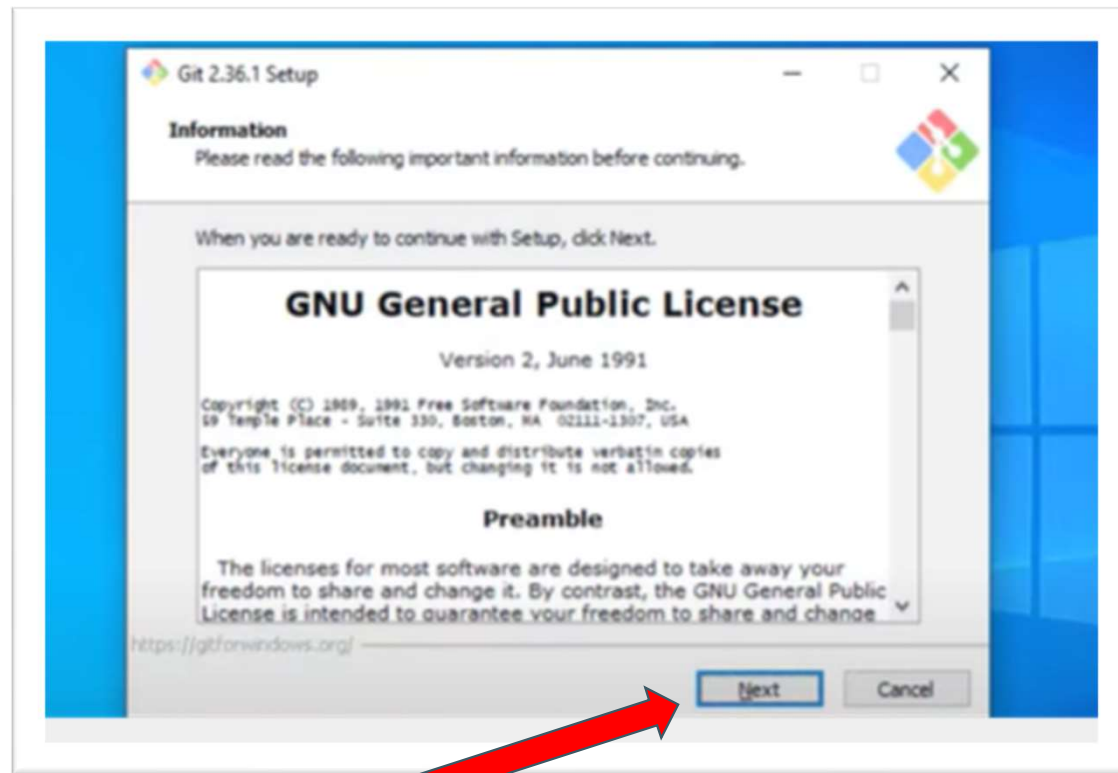 Git 2.36.1 Setup
Information
Please read the following important information before continuing.
When you are ready to continue with Setup, click Next.
GNU General Public License
Version 2, June 1991
Copyright (C) 1989, 1991 Free Software Foundation, Inc.
59 Temple Place - Suite 330, Boston, MA 02111-1307, USA
Everyone is permitted to copy and distribute verbatim copies
of this license document, but changing it is not allowed.
Preamble
The licenses for most software are designed to take away your
freedom to share and change it. By contrast, the GNU General Public
License is intended to guarantee your freedom to share and change
https://gitforwindows.org/
Next
Cancel